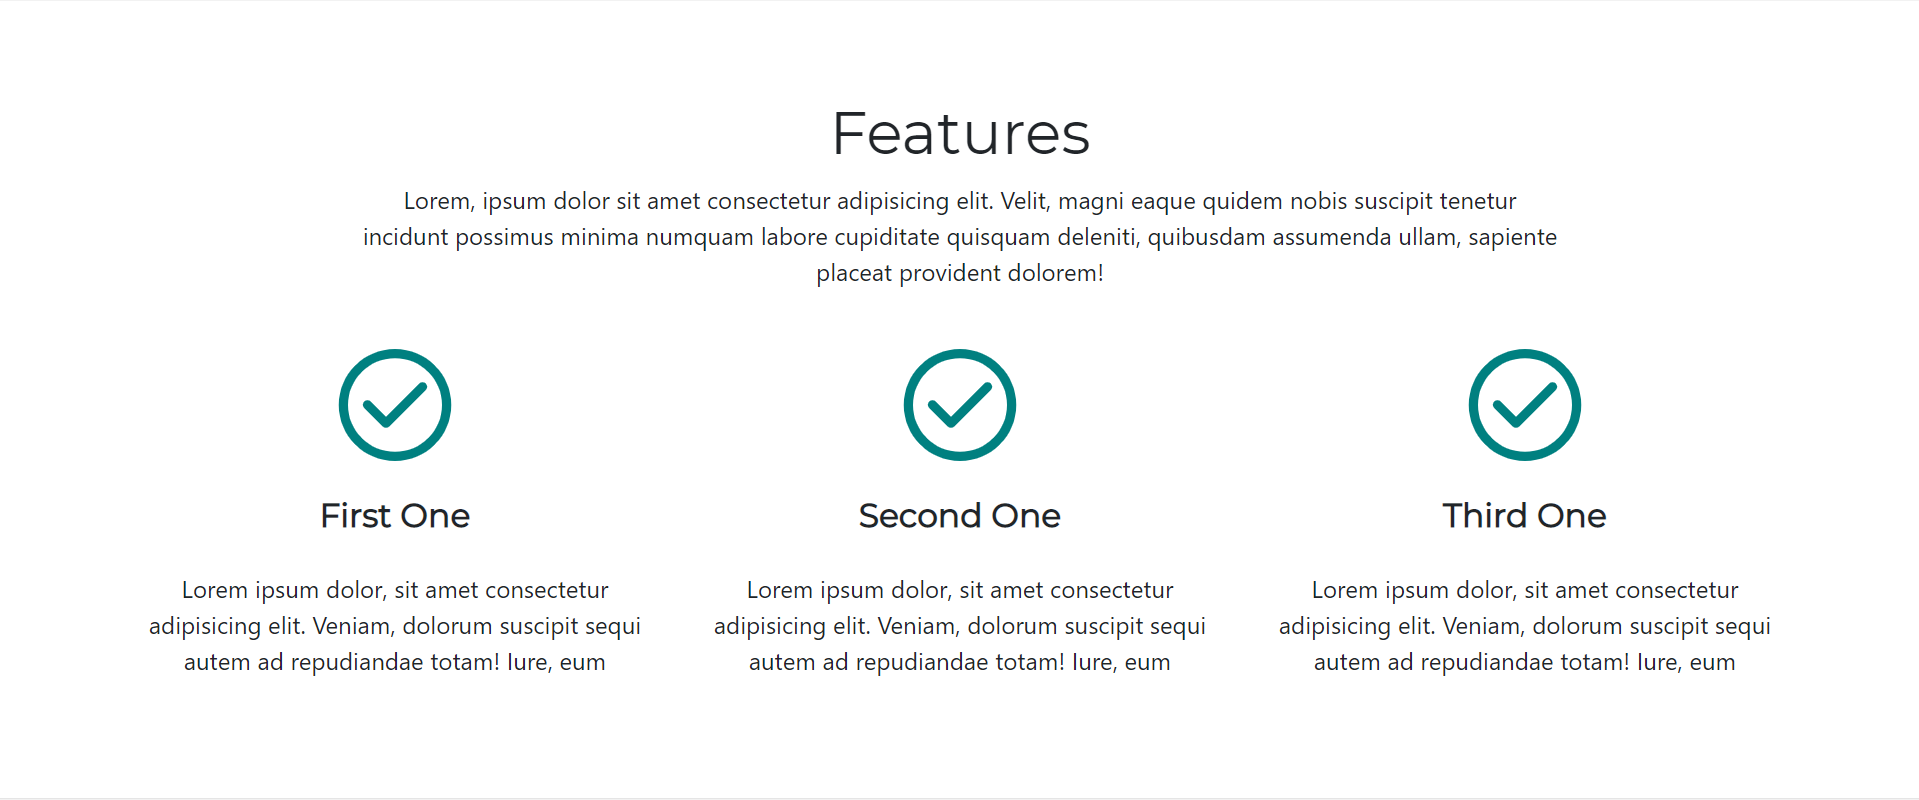 Features
Lorem, ipsum dolor sit amet consectetur adipisicing elit. Velit, magni eaque quidem nobis suscipit tenetur
incidunt possimus minima numquam labore cupiditate quisquam deleniti, quibusdam assumenda ullam, sapiente
placeat provident dolorem!
First One
Lorem ipsum dolor, sit amet consectetur
adipisicing elit. Veniam, dolorum suscipit sequi
autem ad repudiandae totam! Iure, eum
Second One
Lorem ipsum dolor, sit amet consectetur
adipisicing elit. Veniam, dolorum suscipit sequi
autem ad repudiandae totam! Iure, eum
Third One
Lorem ipsum dolor, sit amet consectetur
adipisicing elit. Veniam, dolorum suscipit sequi
autem ad repudiandae totam! Iure, eum